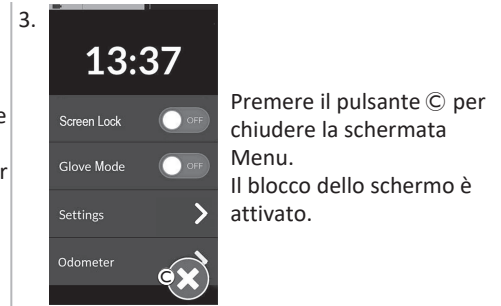 3.
13:37
Screen Lock OFF
Glove Mode OFF
Settings
Odometer
©
e
r
Premere il pulsante © per
chiudere la schermata
Menu.
Il blocco dello schermo è
attivato.